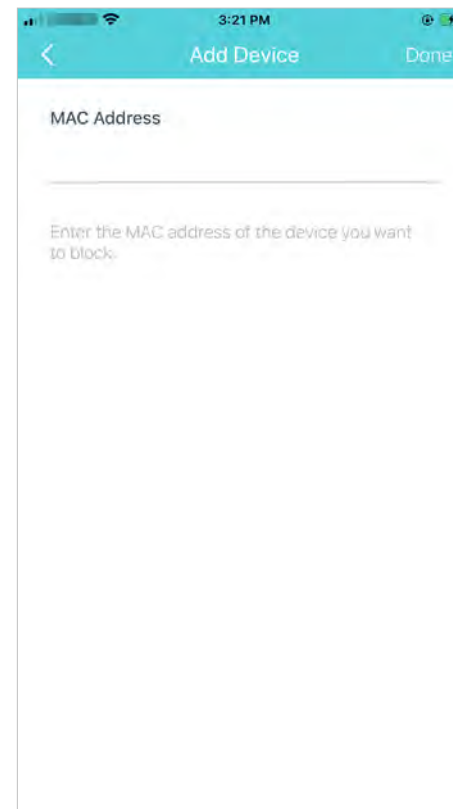 3:21 PM
Add Device
Done
MAC Address
Enter the MAC address of the device you want
to block.